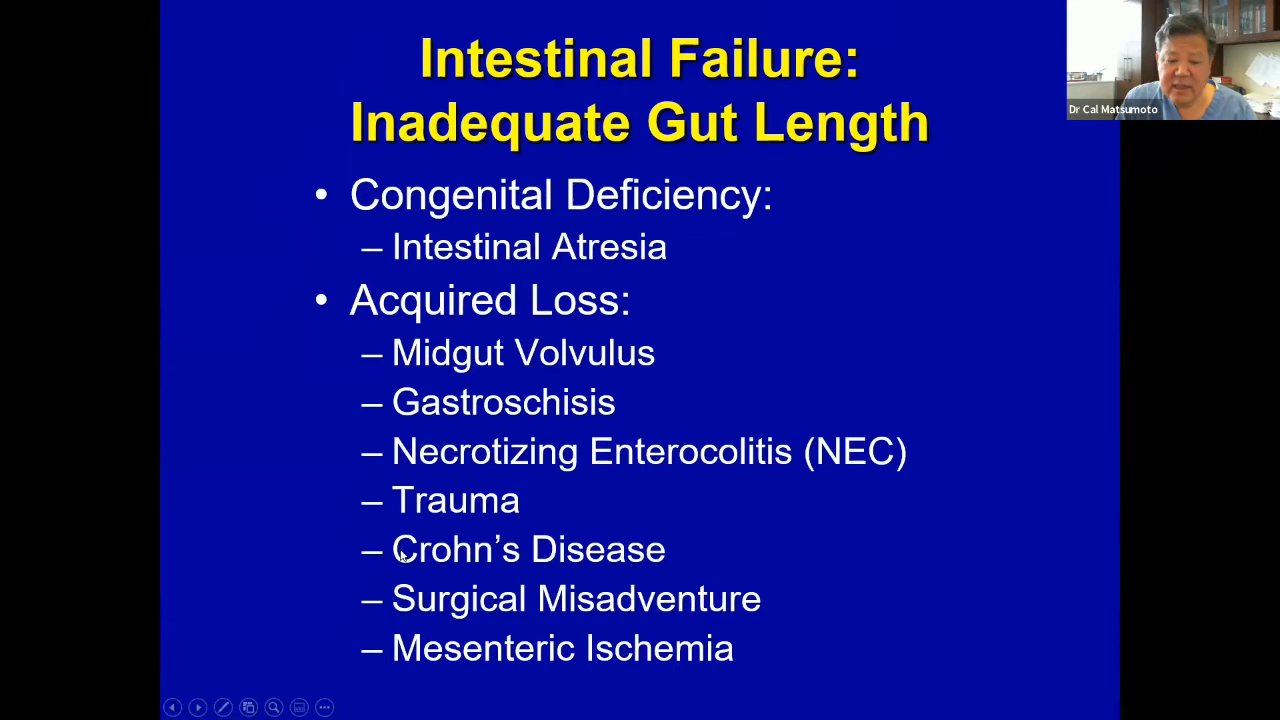 Intestinal Failure:
Inadequate Gut Length
• Congenital Deficiency:
– Intestinal Atresia
• Acquired Loss:
– Midgut Volvulus
– Gastroschisis
– Necrotizing Enterocolitis (NEC)
– Trauma
– Crohn’s Disease
– Surgical Misadventure
– Mesenteric Ischemia
Dr Cal Matsumoto